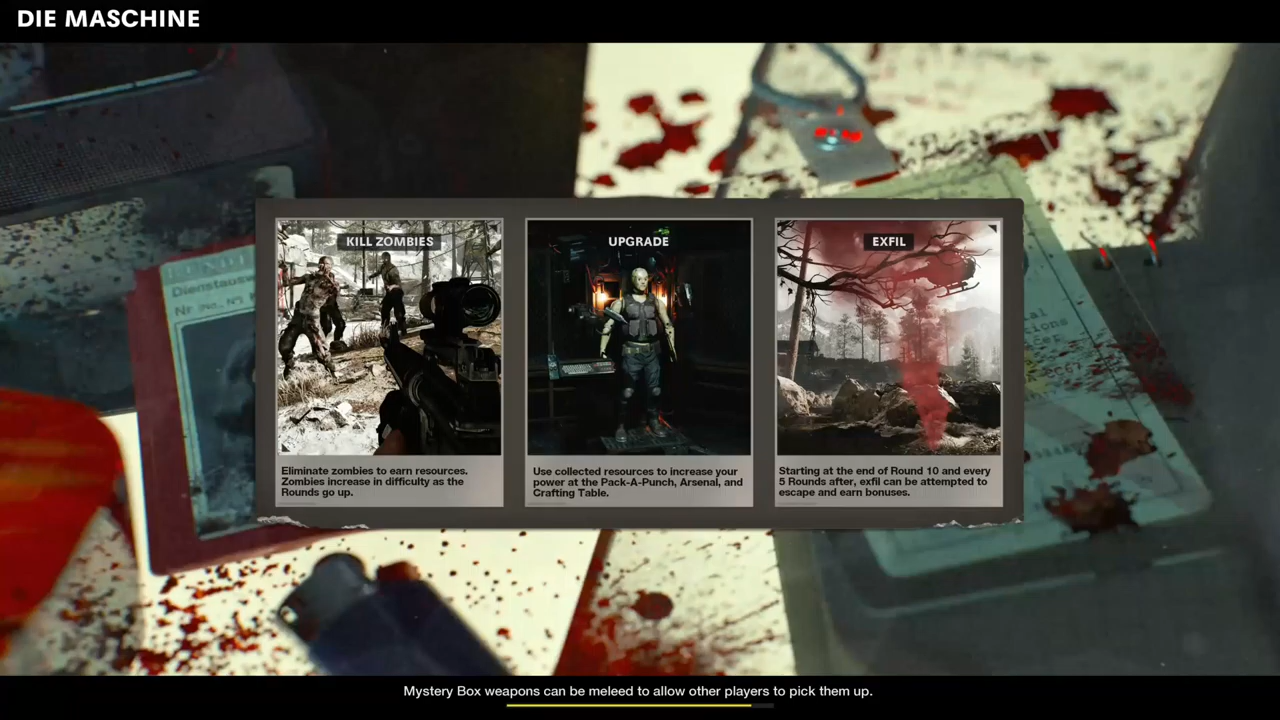 DIE MASCHINE
KILL ZOMBIES
UPGRADE
EXFIL
Eliminate zombies to earn resources.
Zombies increase in difficulty as the
Rounds go up.
Use collected resources to increase your
power at the Pack-A-Punch, Arsenal, and
Crafting Table.
Starting at the end of Round 10 and every
5 Rounds after, exfil can be attempted to
escape and earn bonuses.
Mystery Box weapons can be meleed to allow other players to pick them up.